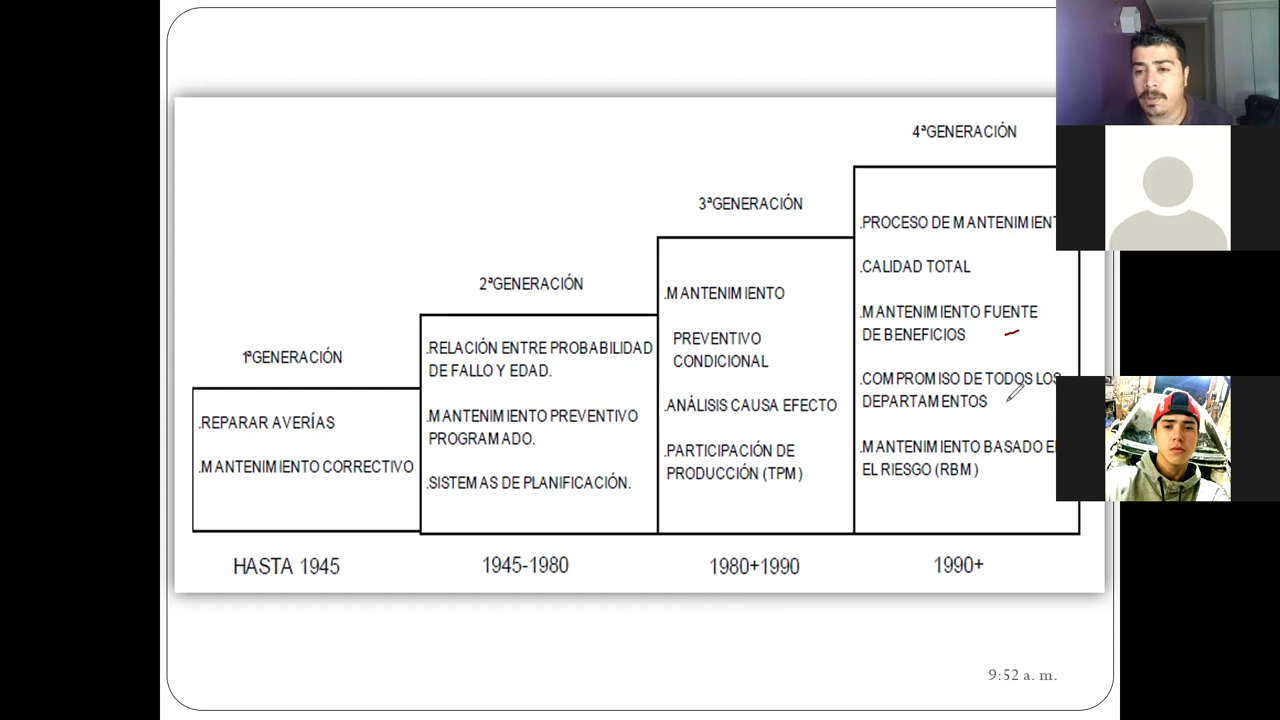 4ªGENERACIÓN
3ªGENERACIÓN
2ªGENERACIÓN
1ªGENERACIÓN
.REPARAR AVERÍAS
.MANTENIMIENTO CORRECTIVO
.RELACIÓN ENTRE PROBABILIDAD
DE FALLO Y EDAD.
.MANTENIMIENTO PREVENTIVO
PROGRAMADO.
.SISTEMAS DE PLANIFICACIÓN.
.MANTENIMIENTO
PREVENTIVO
CONDICIONAL
.ANÁLISIS CAUSA EFECTO
.PARTICIPACIÓN DE
PRODUCCIÓN (TPM)
.PROCESO DE MANTENIMIENT
.CALIDAD TOTAL
.MANTENIMIENTO FUENTE
DE BENEFICIOS
.COMPROMISO DE TODOS LOS
DEPARTAMENTOS
.MANTENIMIENTO BASADO E
EL RIESGO (RBM)
HASTA 1945
1945-1980
1980+1990
1990+
9:52 a. m.